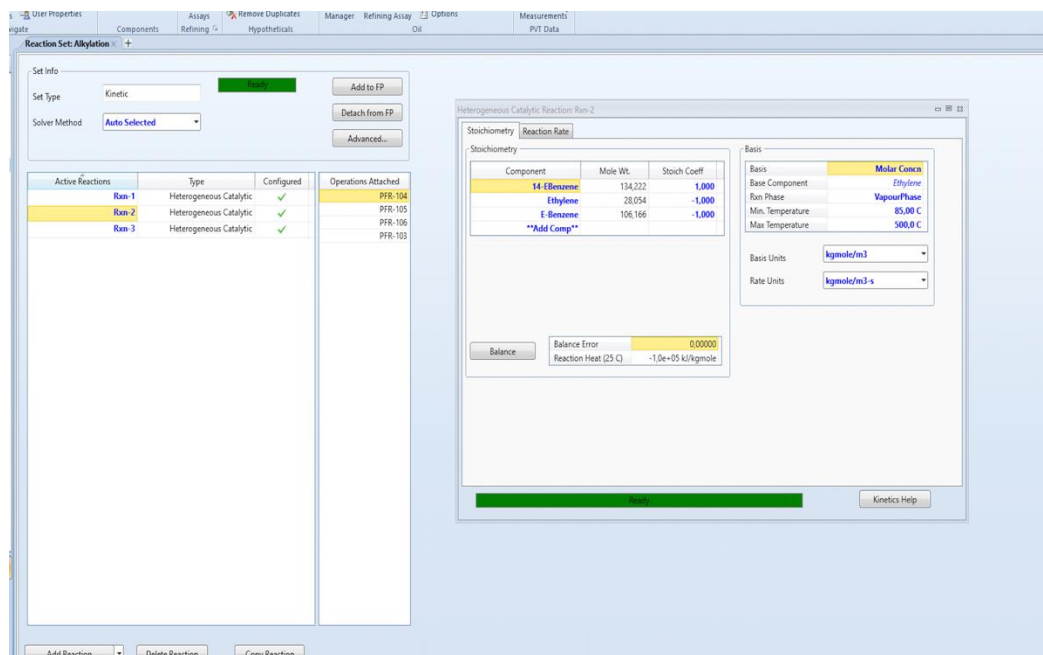 User Properties
Assays
Remove Duplicates
Manager Refining Assay
Options
Measurements
Components
Refining
Hypotheticals
Oil
PVT Data
Reaction Set: Alkylation
Set Info
Set Type
Kinetic
Ready
Add to FP
Solver Method
Auto Selected
Detach from FP
Advanced...
Active Reactions Type Configured
Rxn-1 Heterogeneous Catalytic
Rxn-2 Heterogeneous Catalytic
Rxn-3 Heterogeneous Catalytic
Operations Attached
PFR-104
PFR-105
PFR-106
PFR-103
Heterogeneous Catalytic Reaction: Rxn-2
Stoichiometry Reaction Rate
Stoichiometry
Component Mole Wt. Stoich Coeff
14-EBenzene 134,222 1,000
Ethylene 28,054 -1,000
E-Benzene 106,166 -1,000
**Add Comp**
Balance
Balance Error 0,00000
Reaction Heat (25 C) -1,0e+05 kJ/kgmole
Basis
Basis Molar Concn
Base Component Ethylene
Rxn Phase VapourPhase
Min. Temperature 85,00 C
Max Temperature 500,0 C
Basis Units kgmole/m3
Rate Units kgmole/m3-s
Ready
Kinetics Help
Add Reaction
Delete Reaction
Copy Reaction